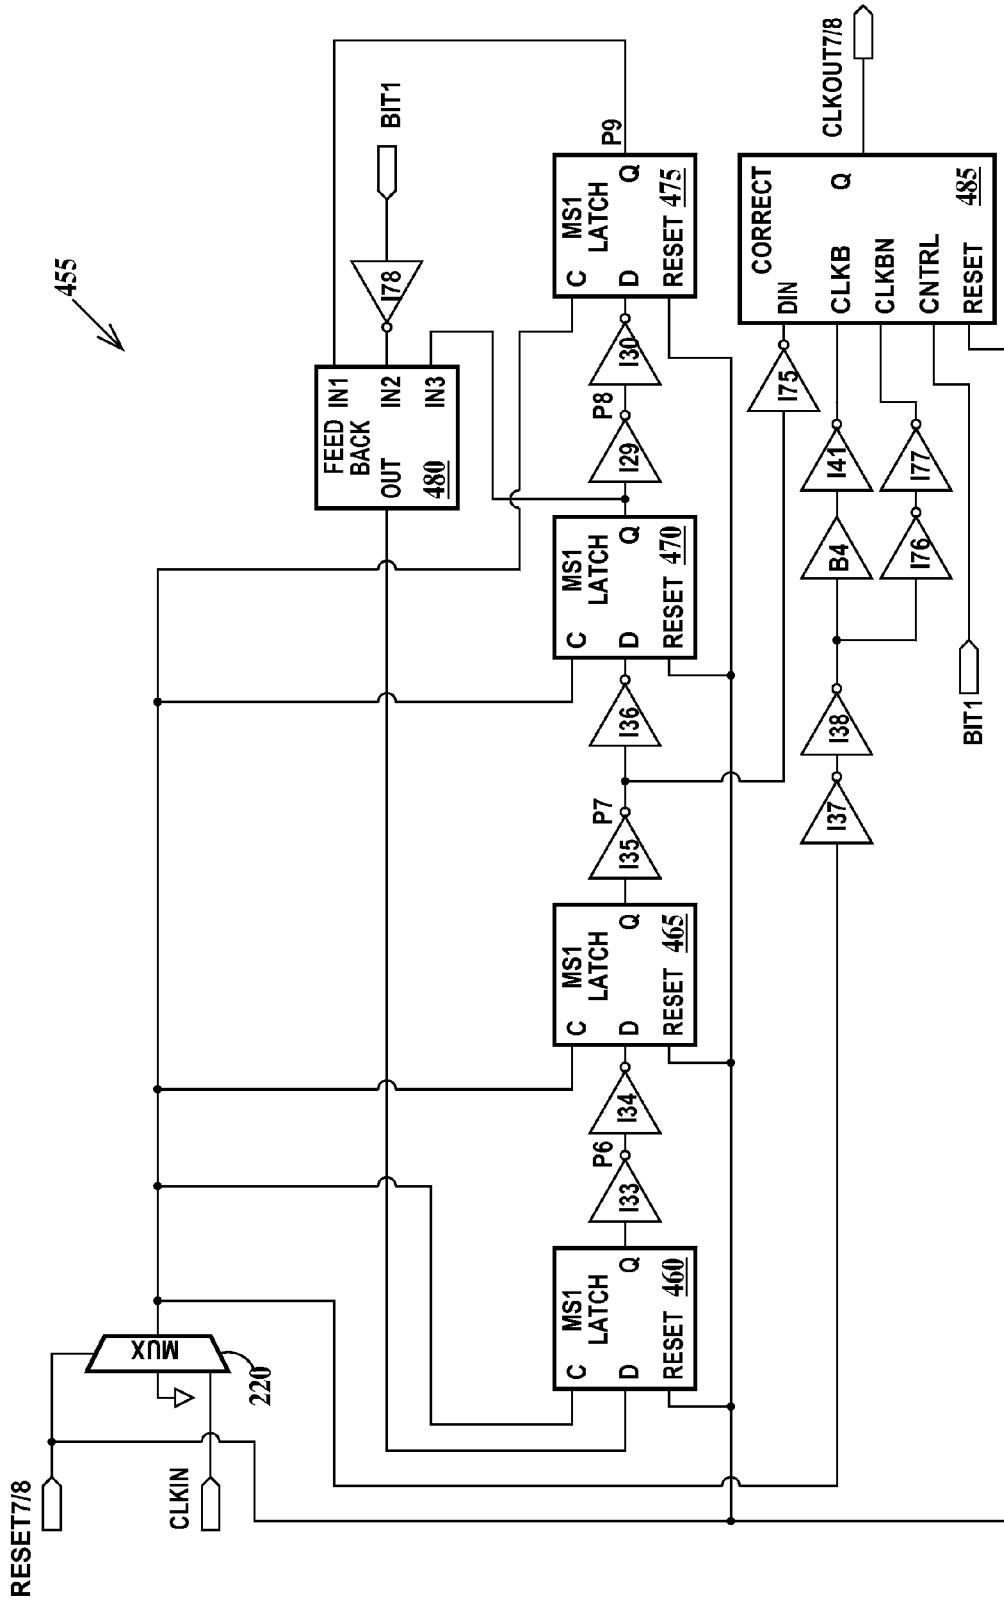 455
RESET7/8
CLKIN
MUX
220
FEED
BACK
IN1
OUT
IN2
IN3
480
I78
BIT1
MS1
LATCH
C
D
Q
RESET 460
I33
P6
I34
MS1
LATCH
C
D
Q
RESET 465
I35
P7
I36
MS1
LATCH
C
D
Q
RESET 470
I29
P8
I30
MS1
LATCH
C
D
Q
RESET 475
P9
I37
I38
B4
I41
I76
I77
I75
BIT1
CORRECT
DIN
CLKB
Q
CLKBN
CNTRL
RESET
485
CLKOUT7/8